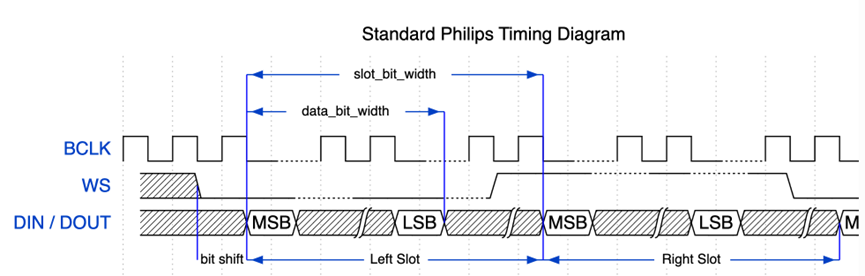 Standard Philips Timing Diagram
slot_bit_width
data_bit_width
BCLK
WS
DIN / DOUT
MSB
LSB
MSB
LSB
M
bit shift
Left Slot
Right Slot